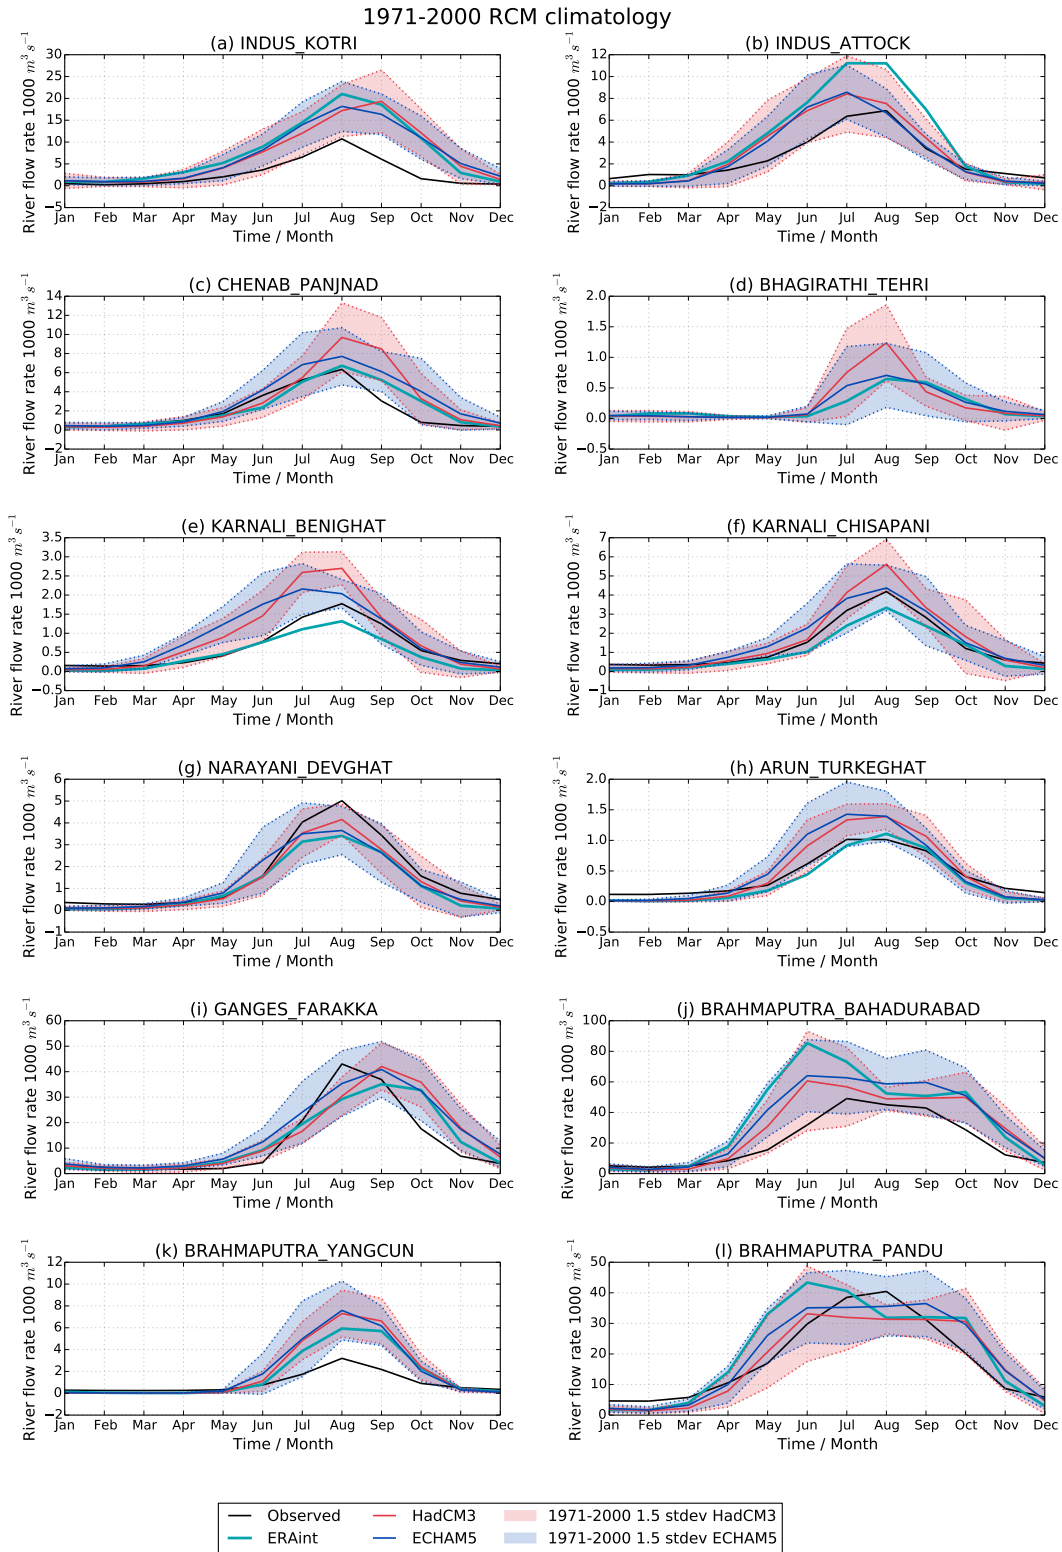 1971-2000 RCM climatology
(a) INDUS_KOTRI
River flow rate 1000 m³ s⁻¹
30
25
20
15
10
5
0
−5
Jan Feb Mar Apr May Jun Jul Aug Sep Oct Nov Dec
Time / Month
(b) INDUS_ATTOCK
River flow rate 1000 m³ s⁻¹
12
10
8
6
4
2
0
−2
Jan Feb Mar Apr May Jun Jul Aug Sep Oct Nov Dec
Time / Month
(c) CHENAB_PANJNAD
River flow rate 1000 m³ s⁻¹
14
12
10
8
6
4
2
0
−2
Jan Feb Mar Apr May Jun Jul Aug Sep Oct Nov Dec
Time / Month
(d) BHAGIRATHI_TEHRI
River flow rate 1000 m³ s⁻¹
2.0
1.5
1.0
0.5
0.0
−0.5
Jan Feb Mar Apr May Jun Jul Aug Sep Oct Nov Dec
Time / Month
(e) KARNALI_BENIGHAT
River flow rate 1000 m³ s⁻¹
3.5
3.0
2.5
2.0
1.5
1.0
0.5
0.0
−0.5
Jan Feb Mar Apr May Jun Jul Aug Sep Oct Nov Dec
Time / Month
(f) KARNALI_CHISAPANI
River flow rate 1000 m³ s⁻¹
7
6
5
4
3
2
1
0
−1
Jan Feb Mar Apr May Jun Jul Aug Sep Oct Nov Dec
Time / Month
(g) NARAYANI_DEVGHAT
River flow rate 1000 m³ s⁻¹
6
5
4
3
2
1
0
−1
Jan Feb Mar Apr May Jun Jul Aug Sep Oct Nov Dec
Time / Month
(h) ARUN_TURKEGHAT
River flow rate 1000 m³ s⁻¹
2.0
1.5
1.0
0.5
0.0
−0.5
Jan Feb Mar Apr May Jun Jul Aug Sep Oct Nov Dec
Time / Month
(i) GANGES_FARAKKA
River flow rate 1000 m³ s⁻¹
60
50
40
30
20
10
0
Jan Feb Mar Apr May Jun Jul Aug Sep Oct Nov Dec
Time / Month
(j) BRAHMAPUTRA_BAHADURABAD
River flow rate 1000 m³ s⁻¹
100
80
60
40
20
0
Jan Feb Mar Apr May Jun Jul Aug Sep Oct Nov Dec
Time / Month
(k) BRAHMAPUTRA_YANGCUN
River flow rate 1000 m³ s⁻¹
12
10
8
6
4
2
0
−2
Jan Feb Mar Apr May Jun Jul Aug Sep Oct Nov Dec
Time / Month
(l) BRAHMAPUTRA_PANDU
River flow rate 1000 m³ s⁻¹
50
40
30
20
10
0
Jan Feb Mar Apr May Jun Jul Aug Sep Oct Nov Dec
Time / Month
Observed HadCM3 1971-2000 1.5 stdev HadCM3
ERAint ECHAM5 1971-2000 1.5 stdev ECHAM5